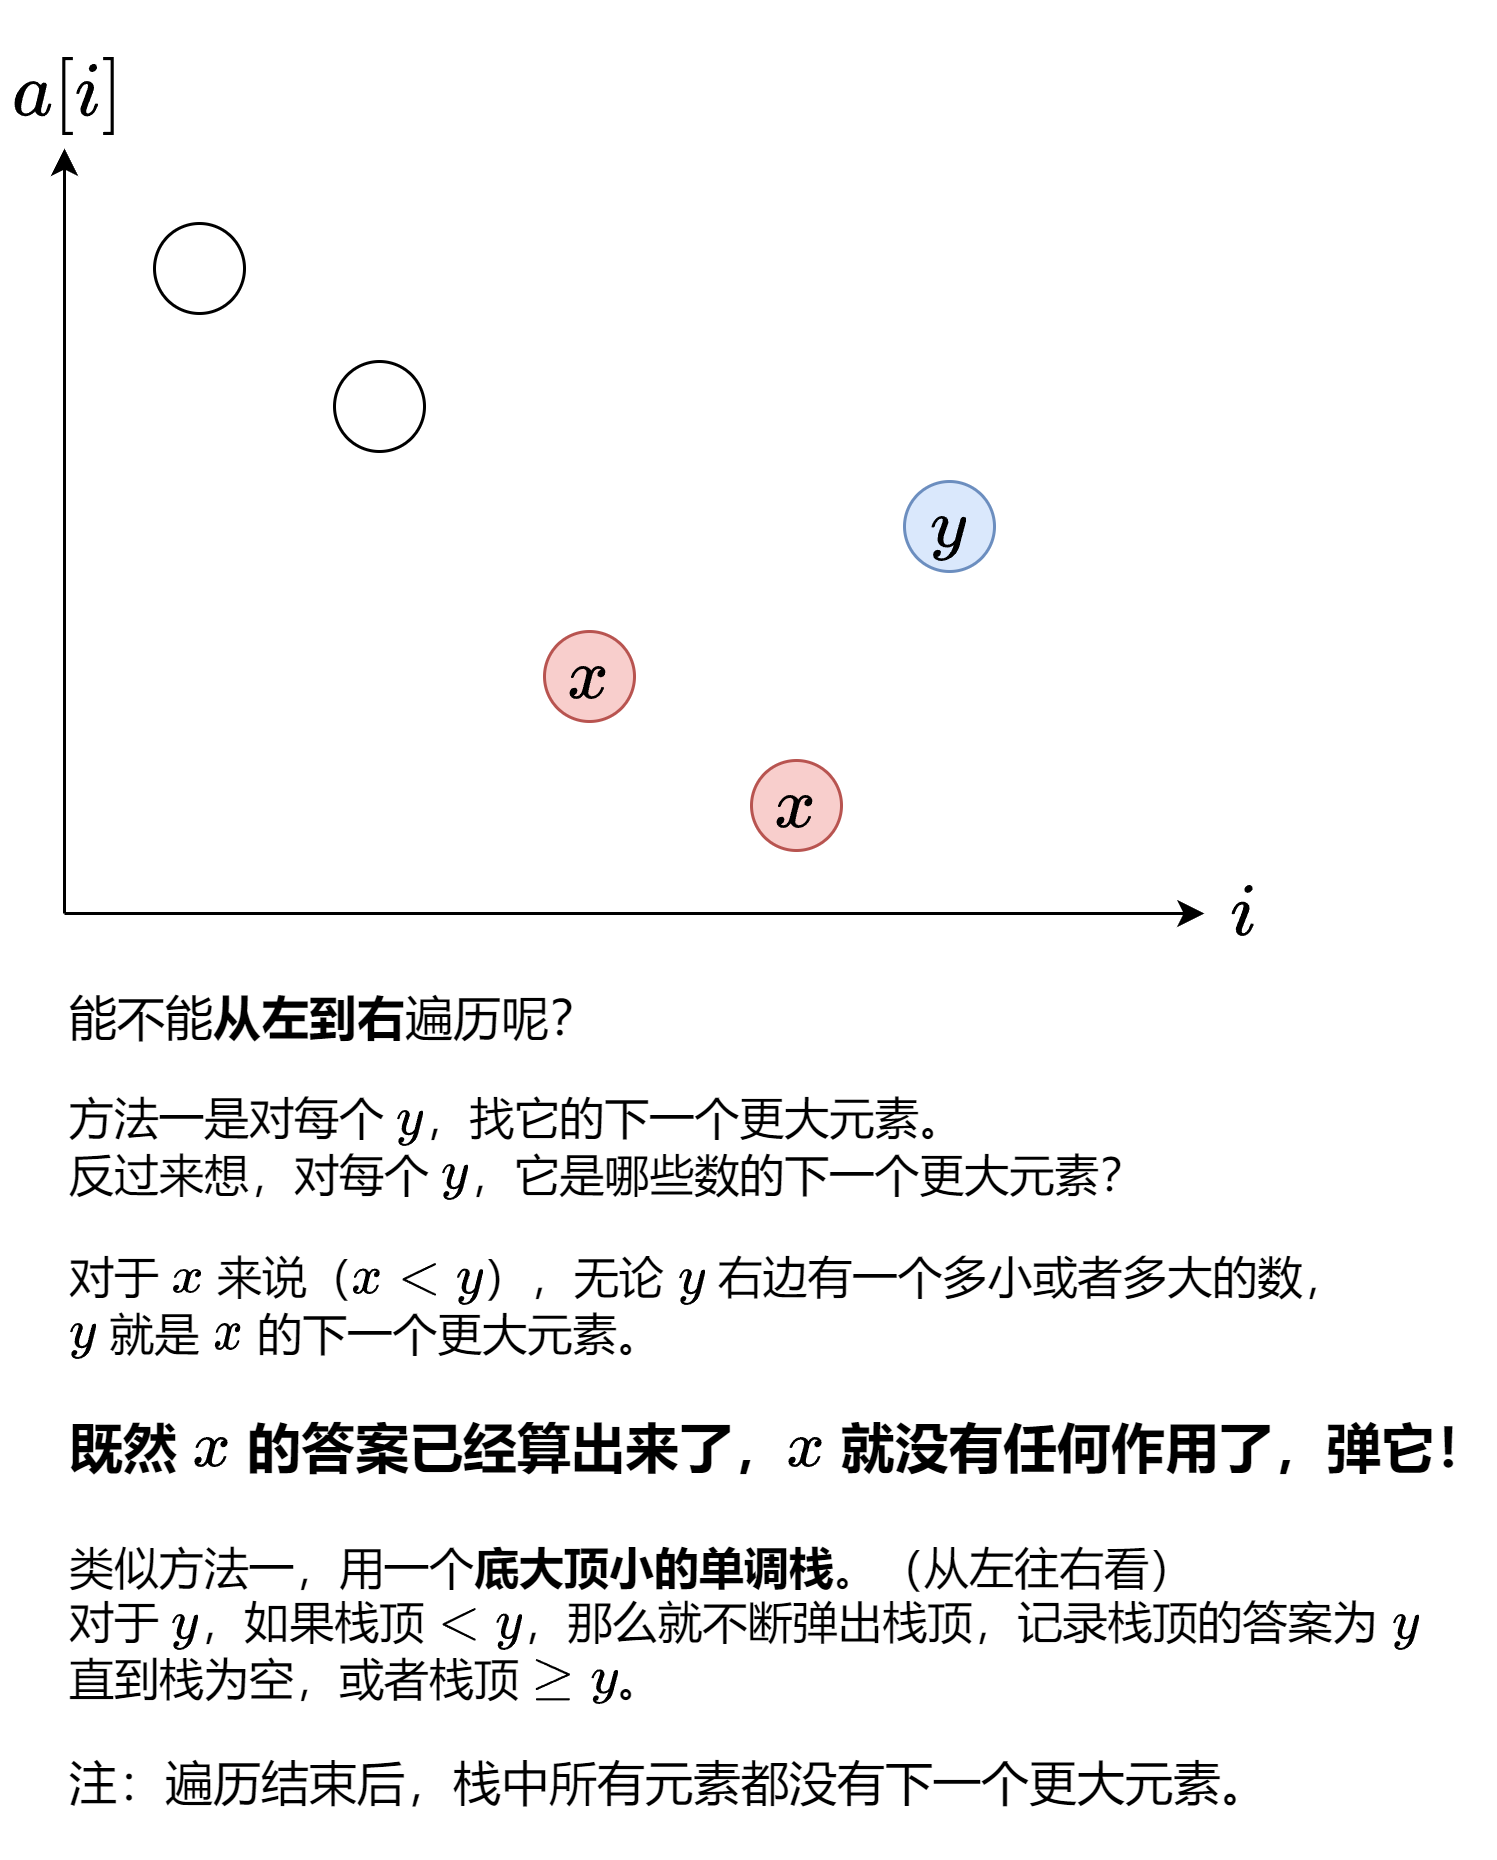 a[i]
y
x
x
i
能不能从左到右遍历呢？
方法一是对每个 y，找它的下一个更大元素。
反过来想，对每个 y，它是哪些数的下一个更大元素？
对于 x 来说（x < y），无论 y 右边有一个多小或者多大的数，
y 就是 x 的下一个更大元素。
既然 x 的答案已经算出来了，x 就没有任何作用了，弹它！
类似方法一，用一个底大顶小的单调栈。（从左往右看）
对于 y，如果栈顶 < y，那么就不断弹出栈顶，记录栈顶的答案为 y
直到栈为空，或者栈顶 ≥ y。
注：遍历结束后，栈中所有元素都没有下一个更大元素。